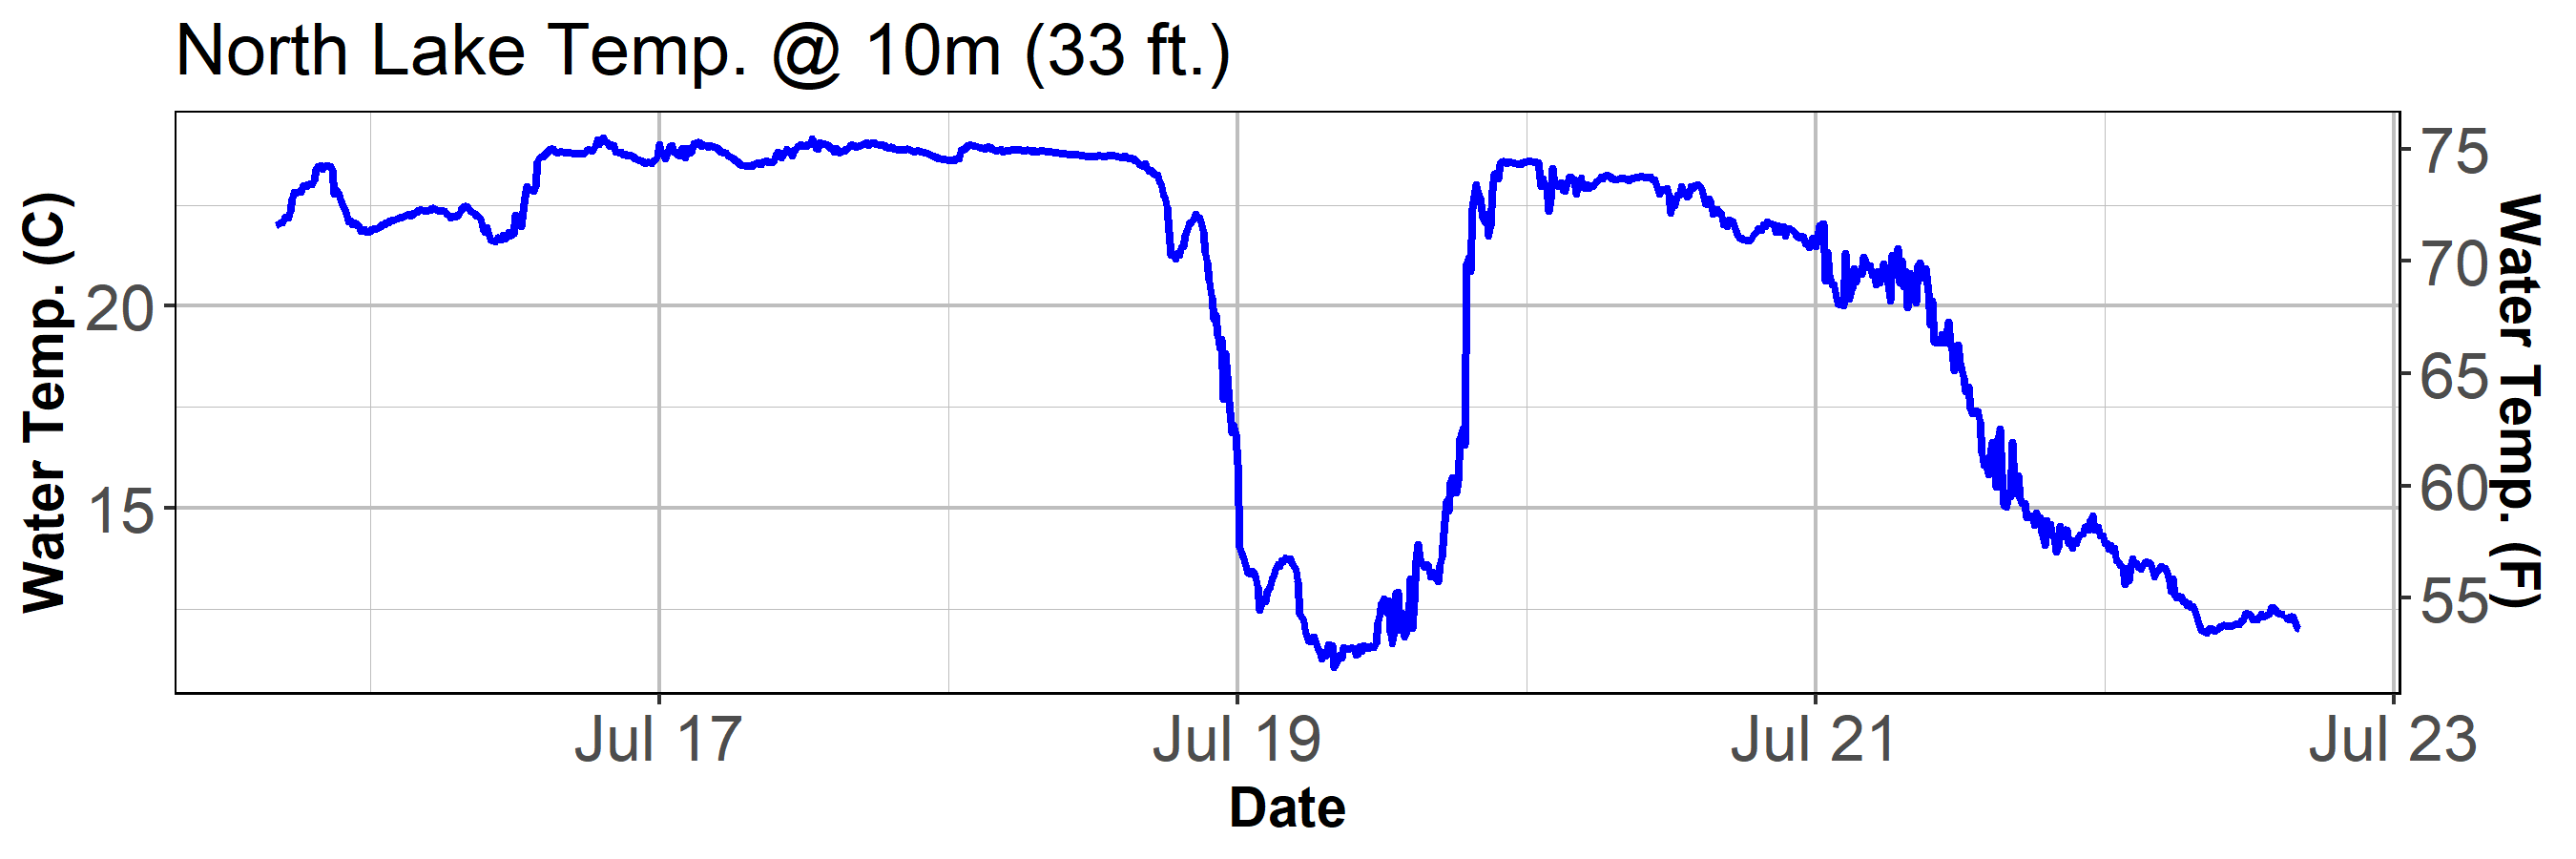 North Lake Temp. @ 10m (33 ft.)
Water Temp. (C)
20
15
75
70
65
60
55
Water Temp. (F)
Jul 17
Jul 19
Jul 21
Jul 23
Date